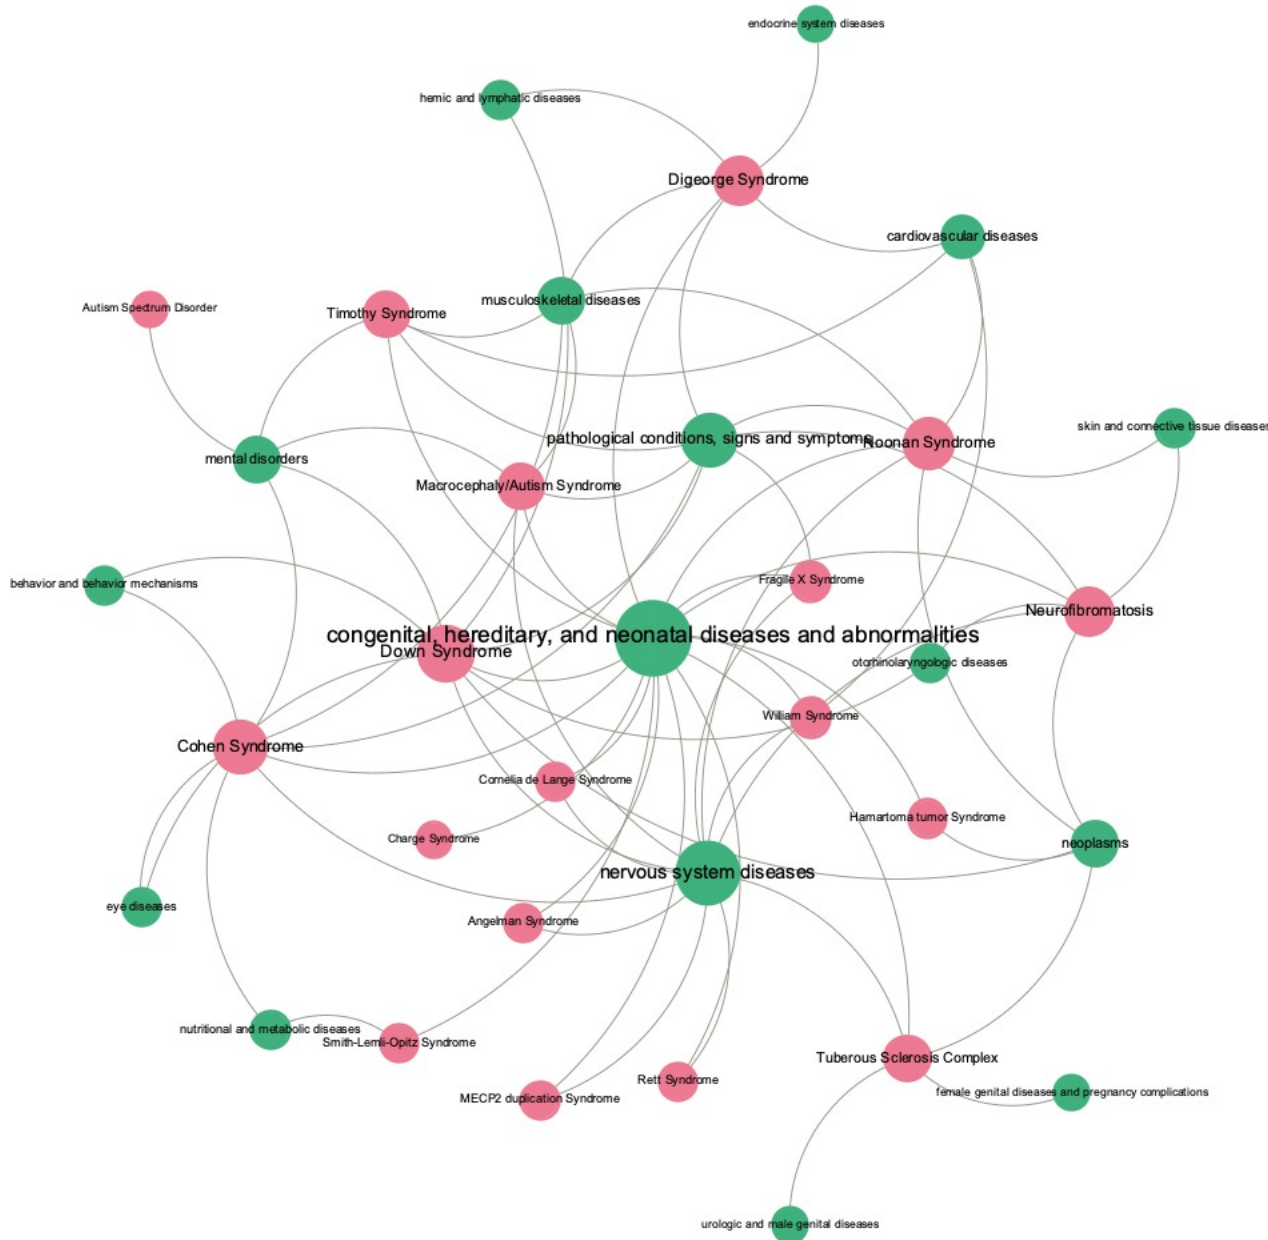 endocrine system diseases
hemic and lymphatic diseases
Digeorge Syndrome
cardiovascular diseases
musculoskeletal diseases
Autism Spectrum Disorder
Timothy Syndrome
skin and connective tissue diseases
pathological conditions, signs and symptoms
Noonan Syndrome
mental disorders
Macrocephaly/Autism Syndrome
behavior and behavior mechanisms
Fragile X Syndrome
Neurofibromatosis
congenital, hereditary, and neonatal diseases and abnormalities
Down Syndrome
otorhinolaryngologic diseases
William Syndrome
Cohen Syndrome
Cornelia de Lange Syndrome
Hamartoma tumor Syndrome
Charge Syndrome
neoplasms
nervous system diseases
eye diseases
Angelman Syndrome
nutritional and metabolic diseases
Smith-Lemli-Opitz Syndrome
Tuberous Sclerosis Complex
Rett Syndrome
female genital diseases and pregnancy complications
MECP2 duplication Syndrome
urologic and male genital diseases